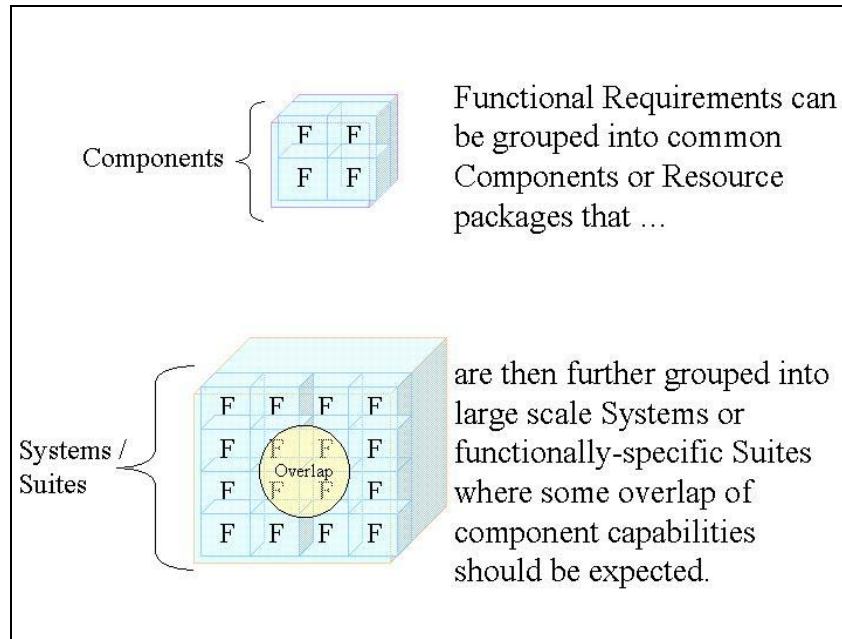 Components
F F
F F
Functional Requirements can
be grouped into common
Components or Resource
packages that ...
Systems /
Suites
F F F F
F F F F
Overlap
F F F F
F F F F
are then further grouped into
large scale Systems or
functionally-specific Suites
where some overlap of
component capabilities
should be expected.